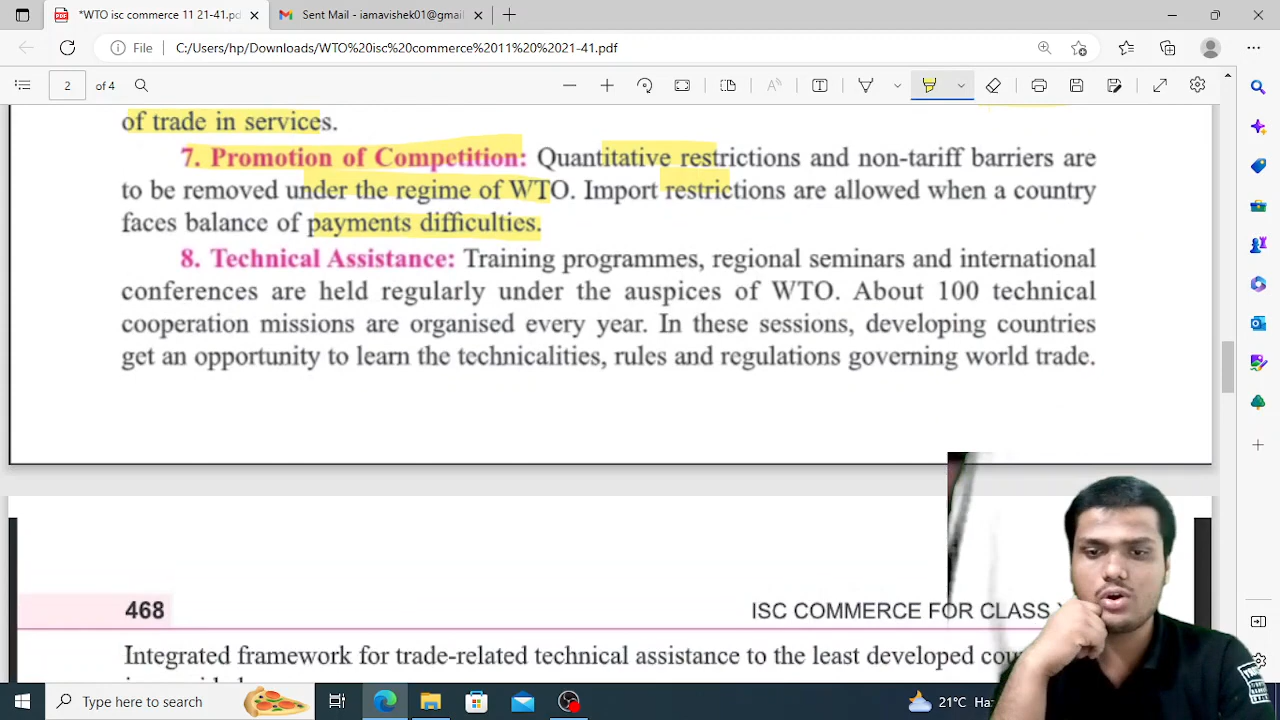 *WTO isc commerce 11 21-41.pd
Sent Mail - iamavishek01@gmail
File
C:/Users/hp/Downloads/WTO%20isc%20commerce%2011%2021-41.pdf
2 of 4
of trade in services.
7. Promotion of Competition: Quantitative restrictions and non-tariff barriers are
to be removed under the regime of WTO. Import restrictions are allowed when a country
faces balance of payments difficulties.
8. Technical Assistance: Training programmes, regional seminars and international
conferences are held regularly under the auspices of WTO. About 100 technical
cooperation missions are organised every year. In these sessions, developing countries
get an opportunity to learn the technicalities, rules and regulations governing world trade.
468
ISC COMMERCE FOR CLASS
Integrated framework for trade-related technical assistance to the least developed cou
Type here to search
21°C Ha